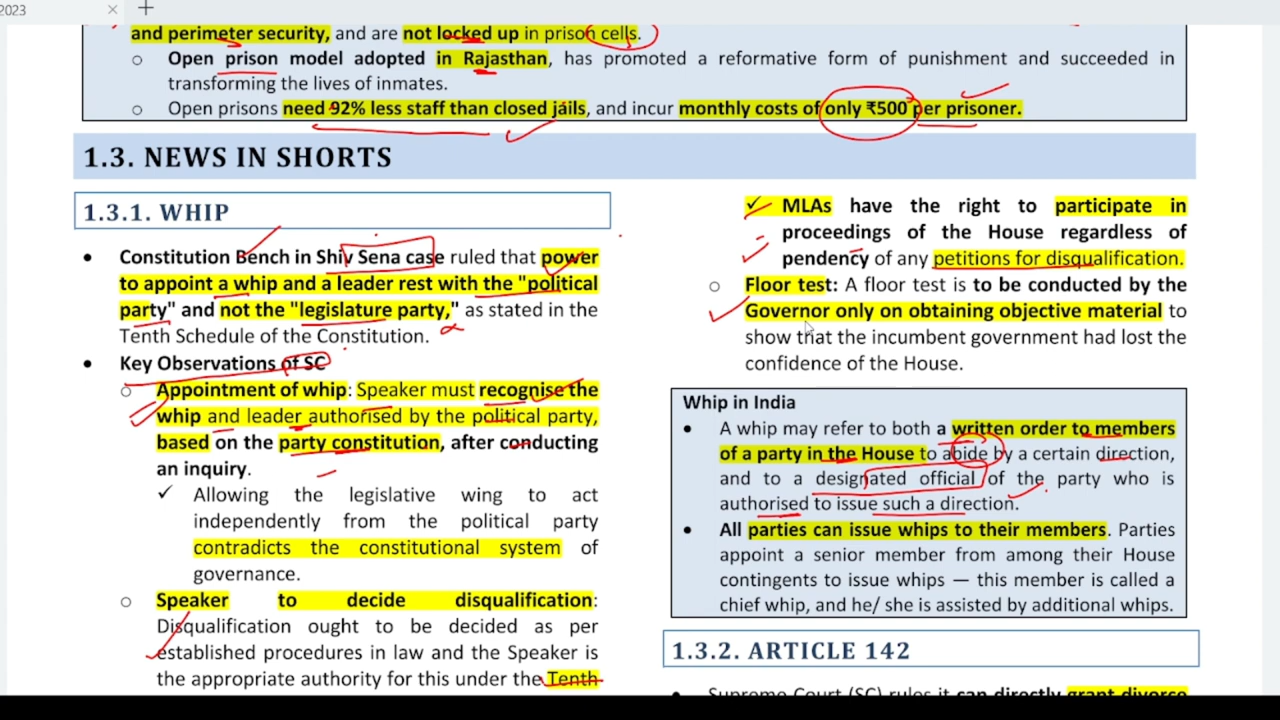 2023
and perimeter security, and are not locked up in prison cells.
o Open prison model adopted in Rajasthan, has promoted a reformative form of punishment and succeeded in
transforming the lives of inmates.
o Open prisons need 92% less staff than closed jails, and incur monthly costs of only ₹500 per prisoner.
1.3. NEWS IN SHORTS
1.3.1. WHIP
• Constitution Bench in Shiv Sena case ruled that power
to appoint a whip and a leader rest with the "political
party" and not the "legislature party," as stated in the
Tenth Schedule of the Constitution.
• Key Observations of SC
o Appointment of whip: Speaker must recognise the
whip and leader authorised by the political party,
based on the party constitution, after conducting
an inquiry.
✓ Allowing the legislative wing to act
independently from the political party
contradicts the constitutional system of
governance.
o Speaker to decide disqualification:
Disqualification ought to be decided as per
established procedures in law and the Speaker is
the appropriate authority for this under the Tenth
✓ MLAs have the right to participate in
proceedings of the House regardless of
pendency of any petitions for disqualification.
o Floor test: A floor test is to be conducted by the
Governor only on obtaining objective material to
show that the incumbent government had lost the
confidence of the House.
Whip in India
• A whip may refer to both a written order to members
of a party in the House to abide by a certain direction,
and to a designated official of the party who is
authorised to issue such a direction.
• All parties can issue whips to their members. Parties
appoint a senior member from among their House
contingents to issue whips — this member is called a
chief whip, and he/ she is assisted by additional whips.
1.3.2. ARTICLE 142
• Supreme Court (SC) rules it can directly grant divorce